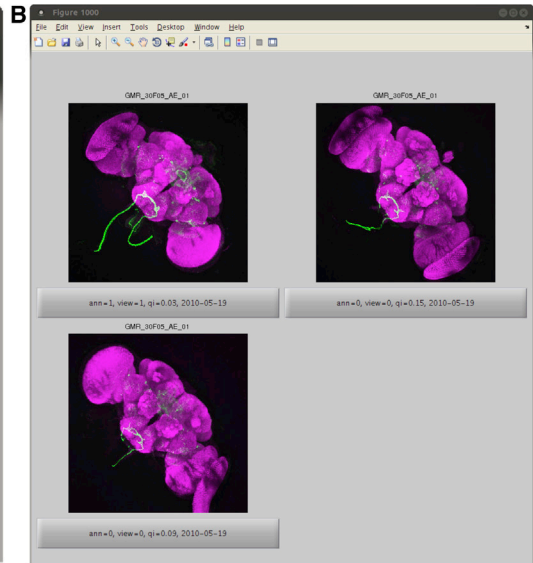 B
Figure 1000
File Edit View Insert Tools Desktop Window Help
GMR_30F05_AE_01 GMR_30F05_AE_01
ann=1, view=1, qi=0.03, 2010-05-19 ann=0, view=0, qi=0.15, 2010-05-19
GMR_30F05_AE_01
ann=0, view=0, qi=0.09, 2010-05-19